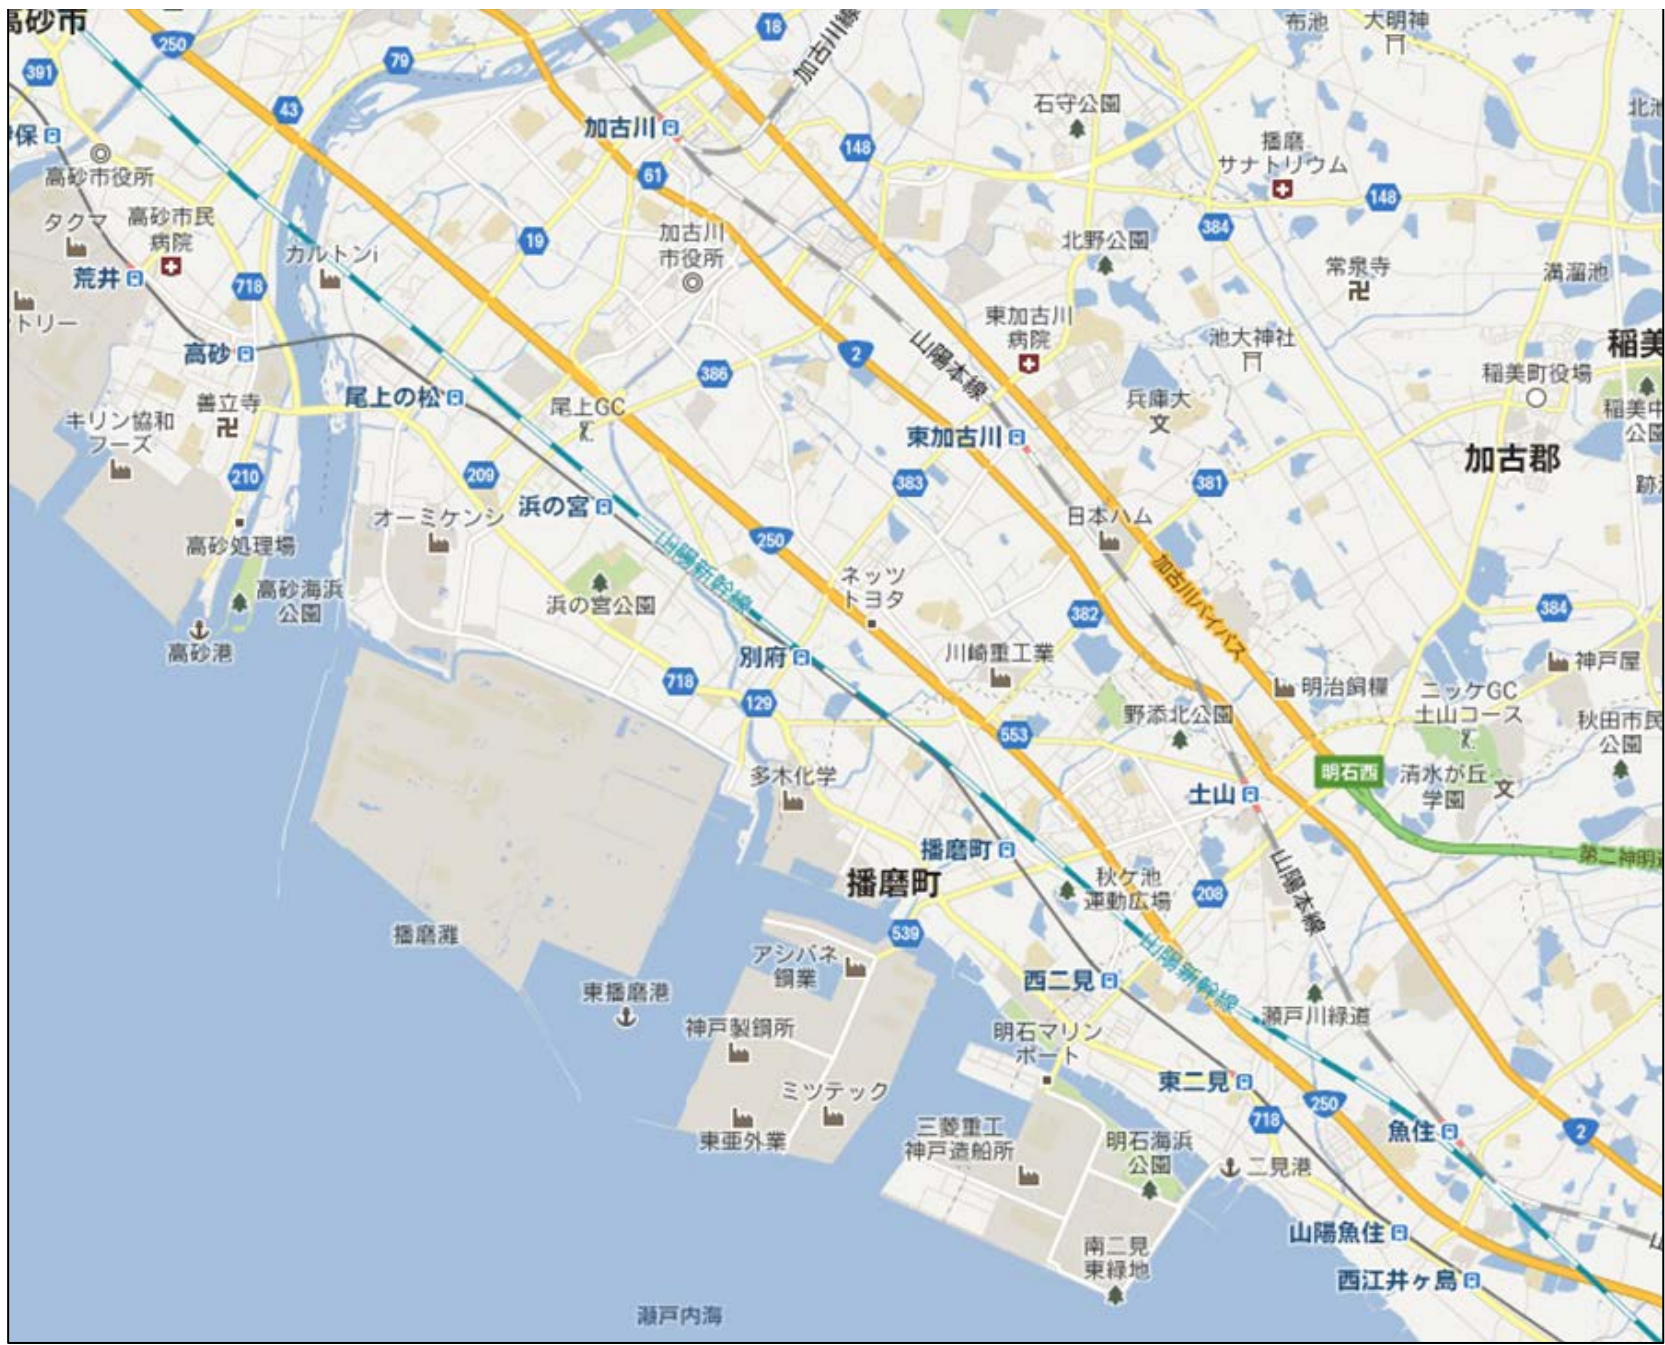 高砂市
250
391
79
43
18
加古川線
布池
大明神
石守公園
加古川
148
61
播磨
サナトリウム
148
高砂市役所
タクマ
高砂市民
病院
カルトンi
19
加古川
市役所
384
北野公園
常泉寺
満溜池
荒井
718
東加古川
病院
池大神社
高砂
2
山陽本線
386
稲美町役場
尾上の松
善立寺
尾上GC
兵庫大
文
キリン協和
フーズ
東加古川
加古郡
210
209
383
381
浜の宮
オーミケンシ
日本ハム
高砂処理場
250
山陽新幹線
加古川バイパス
高砂海浜
公園
浜の宮公園
ネッツ
トヨタ
382
384
高砂港
別府
川崎重工業
神戸屋
718
129
明治飼糧
ニッケGC
土山コース
野添北公園
秋田市民
公園
553
多木化学
土山
明石西
清水が丘
学園
文
播磨町
播磨町
秋ケ池
運動広場
208
山陽本線
播磨灘
539
アシバネ
鋼業
山陽新幹線
西二見
東播磨港
瀬戸川緑道
神戸製鋼所
明石マリン
ポート
東二見
ミツテック
250
718
東亜外業
三菱重工
神戸造船所
明石海浜
公園
魚住
2
二見港
山陽魚住
南二見
東緑地
西江井ヶ島
瀬戸内海